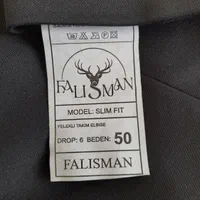 FALISMAN
MODEL: SLIM FIT
YELEKLİ TAKIM ELBİSE
DROP: 6 BEDEN: 50
FALISMAN